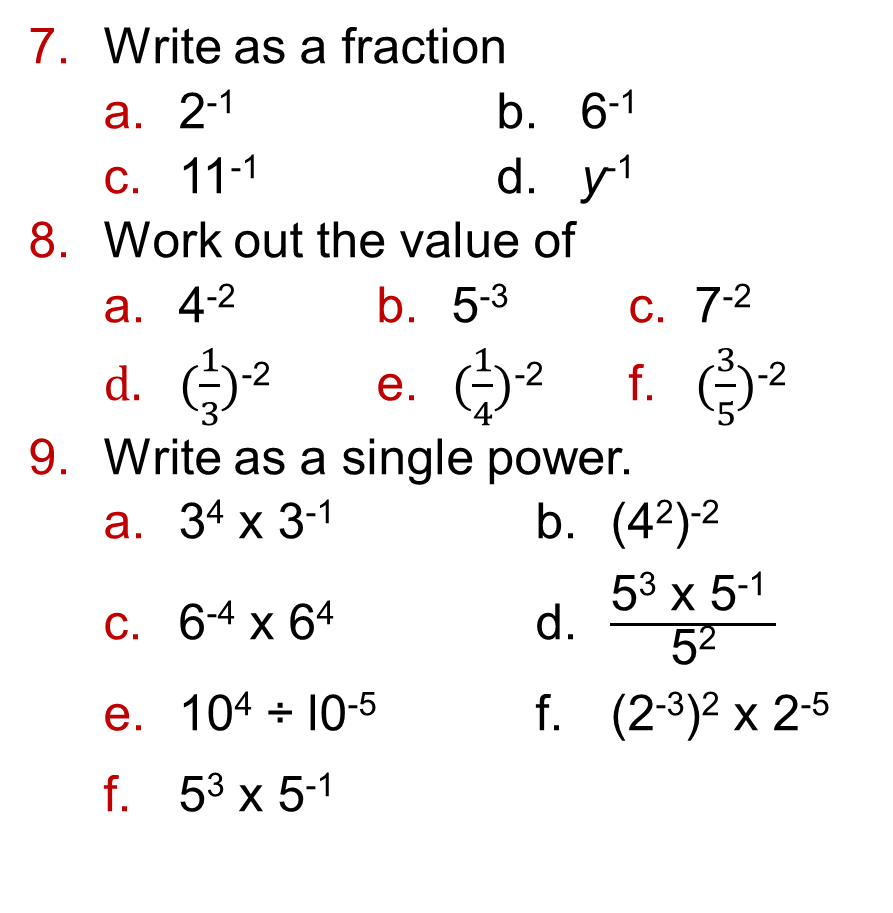 7. Write as a fraction
a. 2⁻¹ b. 6⁻¹
c. 11⁻¹ d. y⁻¹
8. Work out the value of
a. 4⁻² b. 5⁻³ c. 7⁻²
d. (1/3)⁻² e. (1/4)⁻² f. (3/5)⁻²
9. Write as a single power.
a. 3⁴ x 3⁻¹ b. (4²)⁻²
c. 6⁻⁴ x 6⁴ d. (5³ x 5⁻¹)/5²
e. 10⁴ ÷ I0⁻⁵ f. (2⁻³)² x 2⁻⁵
f. 5³ x 5⁻¹